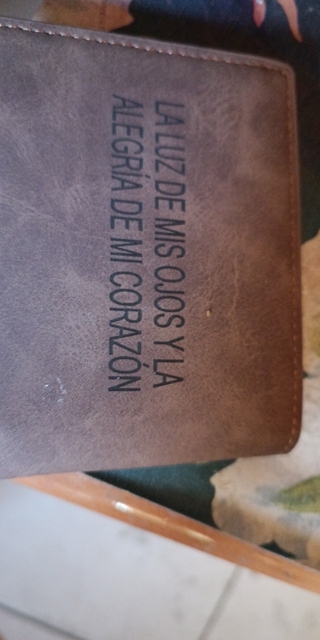 LA LUZ DE MIS OJOS Y LA
ALEGRÍA DE MI CORAZÓN